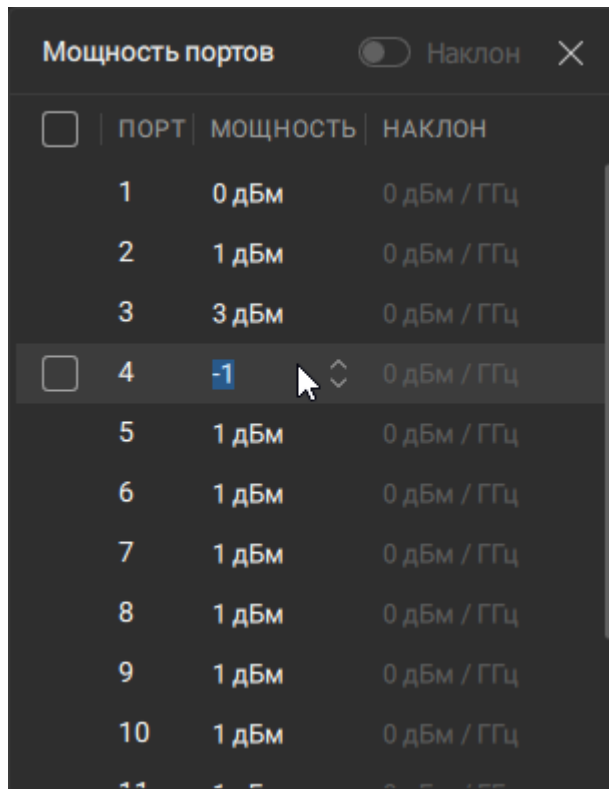 Мощность портов Наклон
ПОРТ МОЩНОСТЬ НАКЛОН
1 0 дБм 0 дБм / ГГц
2 1 дБм 0 дБм / ГГц
3 3 дБм 0 дБм / ГГц
4 -1 0 дБм / ГГц
5 1 дБм 0 дБм / ГГц
6 1 дБм 0 дБм / ГГц
7 1 дБм 0 дБм / ГГц
8 1 дБм 0 дБм / ГГц
9 1 дБм 0 дБм / ГГц
10 1 дБм 0 дБм / ГГц